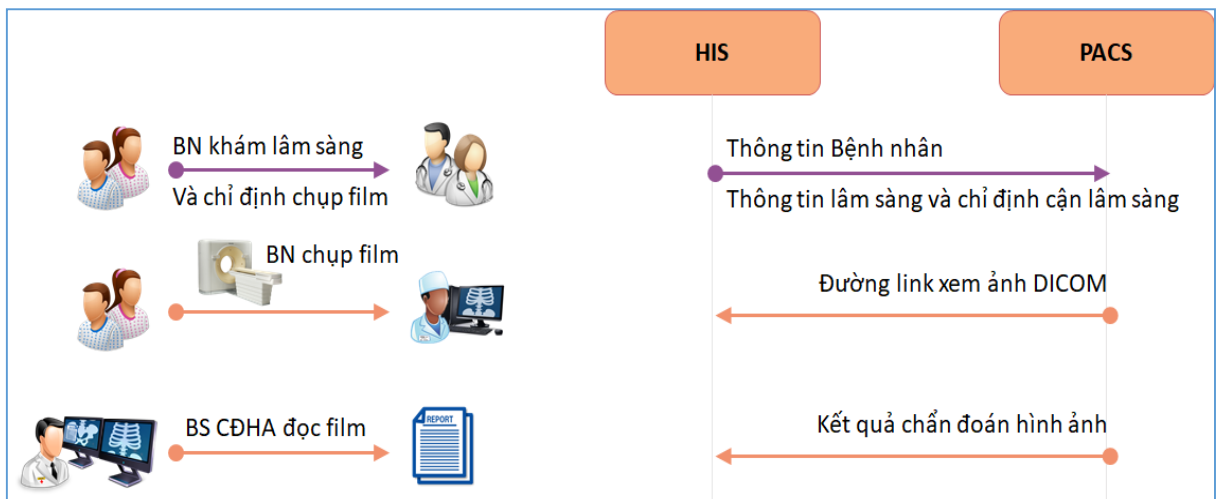 HIS
PACS
BN khám lâm sàng
Và chỉ định chụp film
Thông tin Bệnh nhân
Thông tin lâm sàng và chỉ định cận lâm sàng
BN chụp film
Đường link xem ảnh DICOM
BS CĐHA đọc film
REPORT
Kết quả chẩn đoán hình ảnh